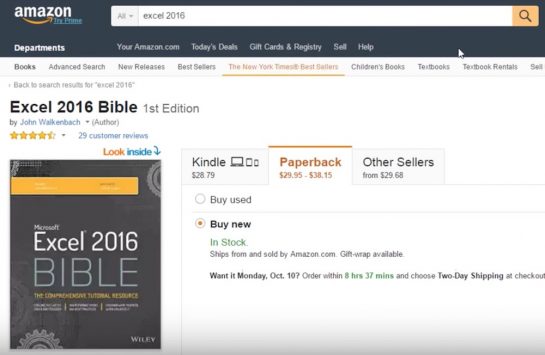 amazon
Try Prime
All
excel 2016
Departments
Your Amazon.com Today's Deals Gift Cards & Registry Sell Help
Books Advanced Search New Releases Best Sellers The New York Times® Best Sellers Children's Books Textbooks Textbook Rentals Sell
‹ Back to search results for "excel 2016"
Excel 2016 Bible 1st Edition
by John Walkenbach (Author)
29 customer reviews
Look inside
Kindle
$28.79
Paperback
$29.95 - $38.15
Other Sellers
from $29.68
Buy used
Buy new
In Stock.
Ships from and sold by Amazon.com. Gift-wrap available.
Want it Monday, Oct. 10? Order within 8 hrs 37 mins and choose Two-Day Shipping at checkout
Microsoft
Excel 2016
BIBLE
THE COMPREHENSIVE TUTORIAL RESOURCE
WILEY